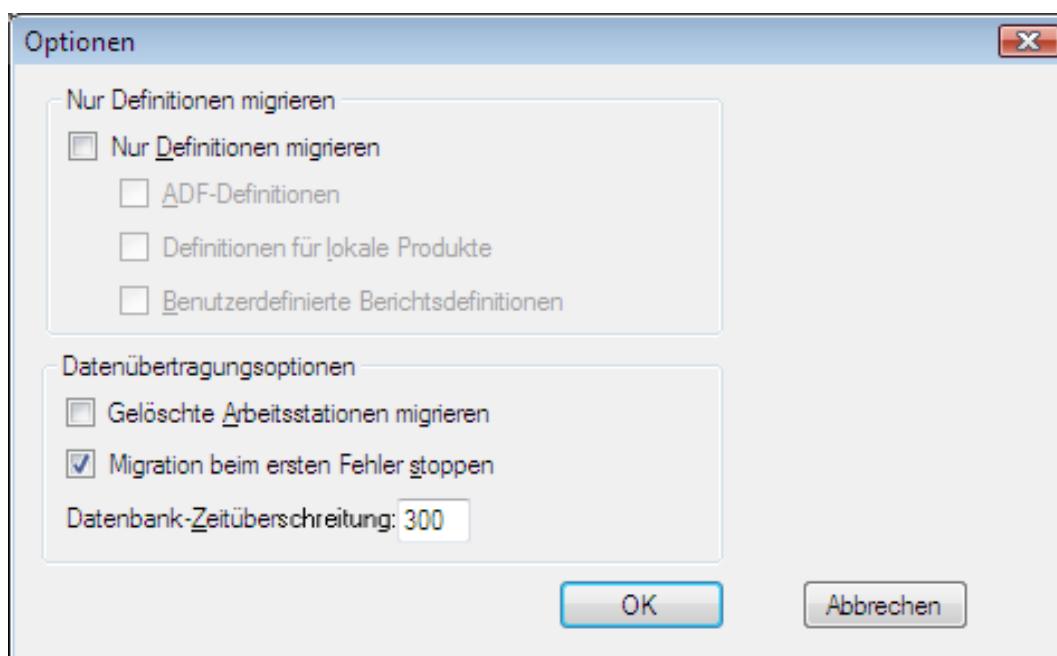 Optionen
Nur Definitionen migrieren
Nur Definitionen migrieren
ADF-Definitionen
Definitionen für lokale Produkte
Benutzerdefinierte Berichtsdefinitionen
Datenübertragungsoptionen
Gelöschte Arbeitsstationen migrieren
Migration beim ersten Fehler stoppen
Datenbank-Zeitüberschreitung: 300
OK Abbrechen